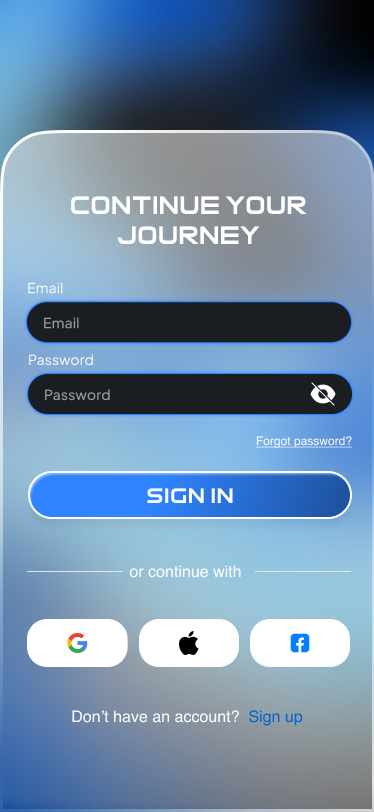 CONTINUE YOUR
JOURNEY
Email
Email
Password
Password
Forgot password?
SIGN IN
or continue with
Don’t have an account? Sign up